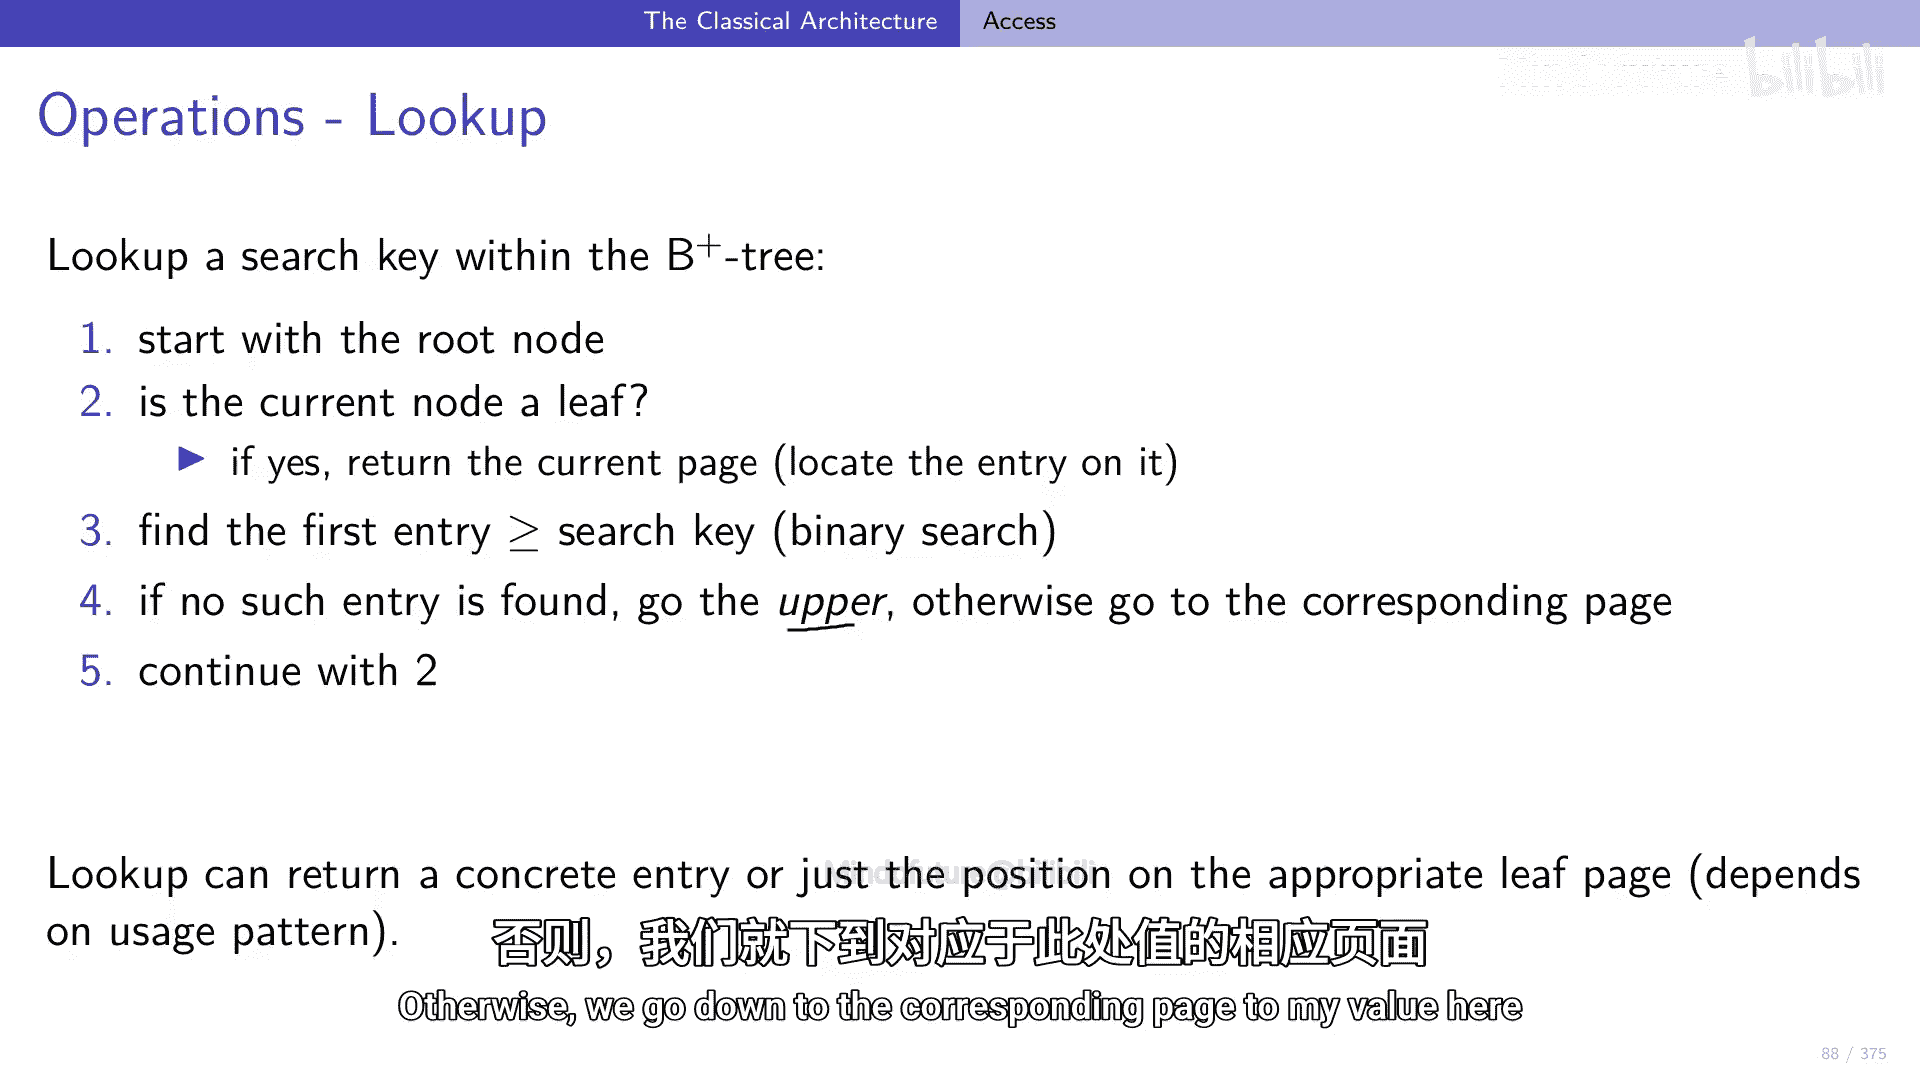 The Classical Architecture Access
bilibili
Operations - Lookup
Lookup a search key within the B⁺-tree:
1. start with the root node
2. is the current node a leaf?
▶ if yes, return the current page (locate the entry on it)
3. find the first entry ≥ search key (binary search)
4. if no such entry is found, go the upper, otherwise go to the corresponding page
5. continue with 2
Lookup can return a concrete entry or just the position on the appropriate leaf page (depends
on usage pattern).
否则，我们就下到对应于此处值的相应页面
Otherwise, we go down to the corresponding page to my value here
88 / 375